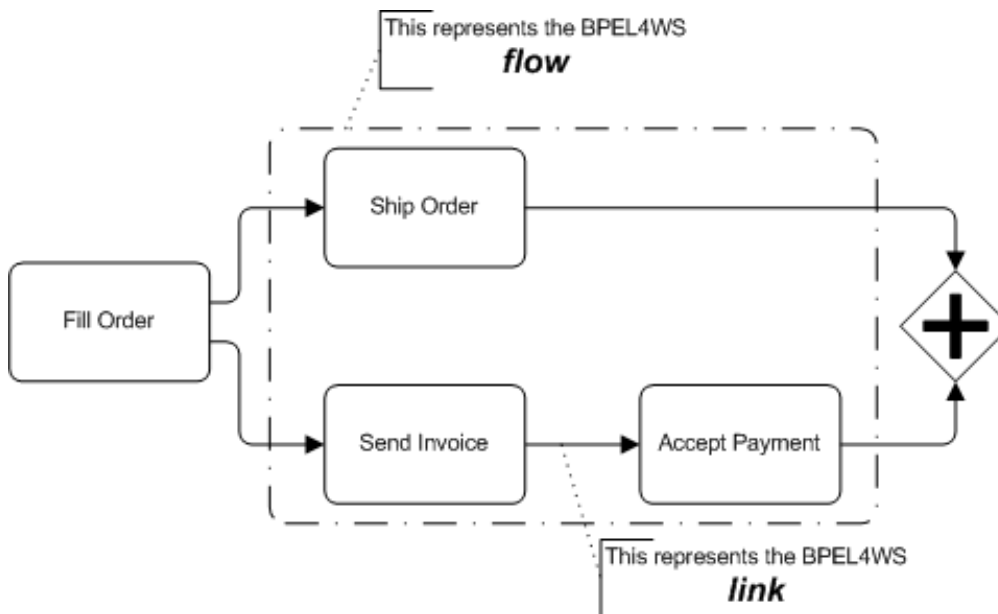 This represents the BPEL4WS
flow
Ship Order
Fill Order
Send Invoice
Accept Payment
This represents the BPEL4WS
link